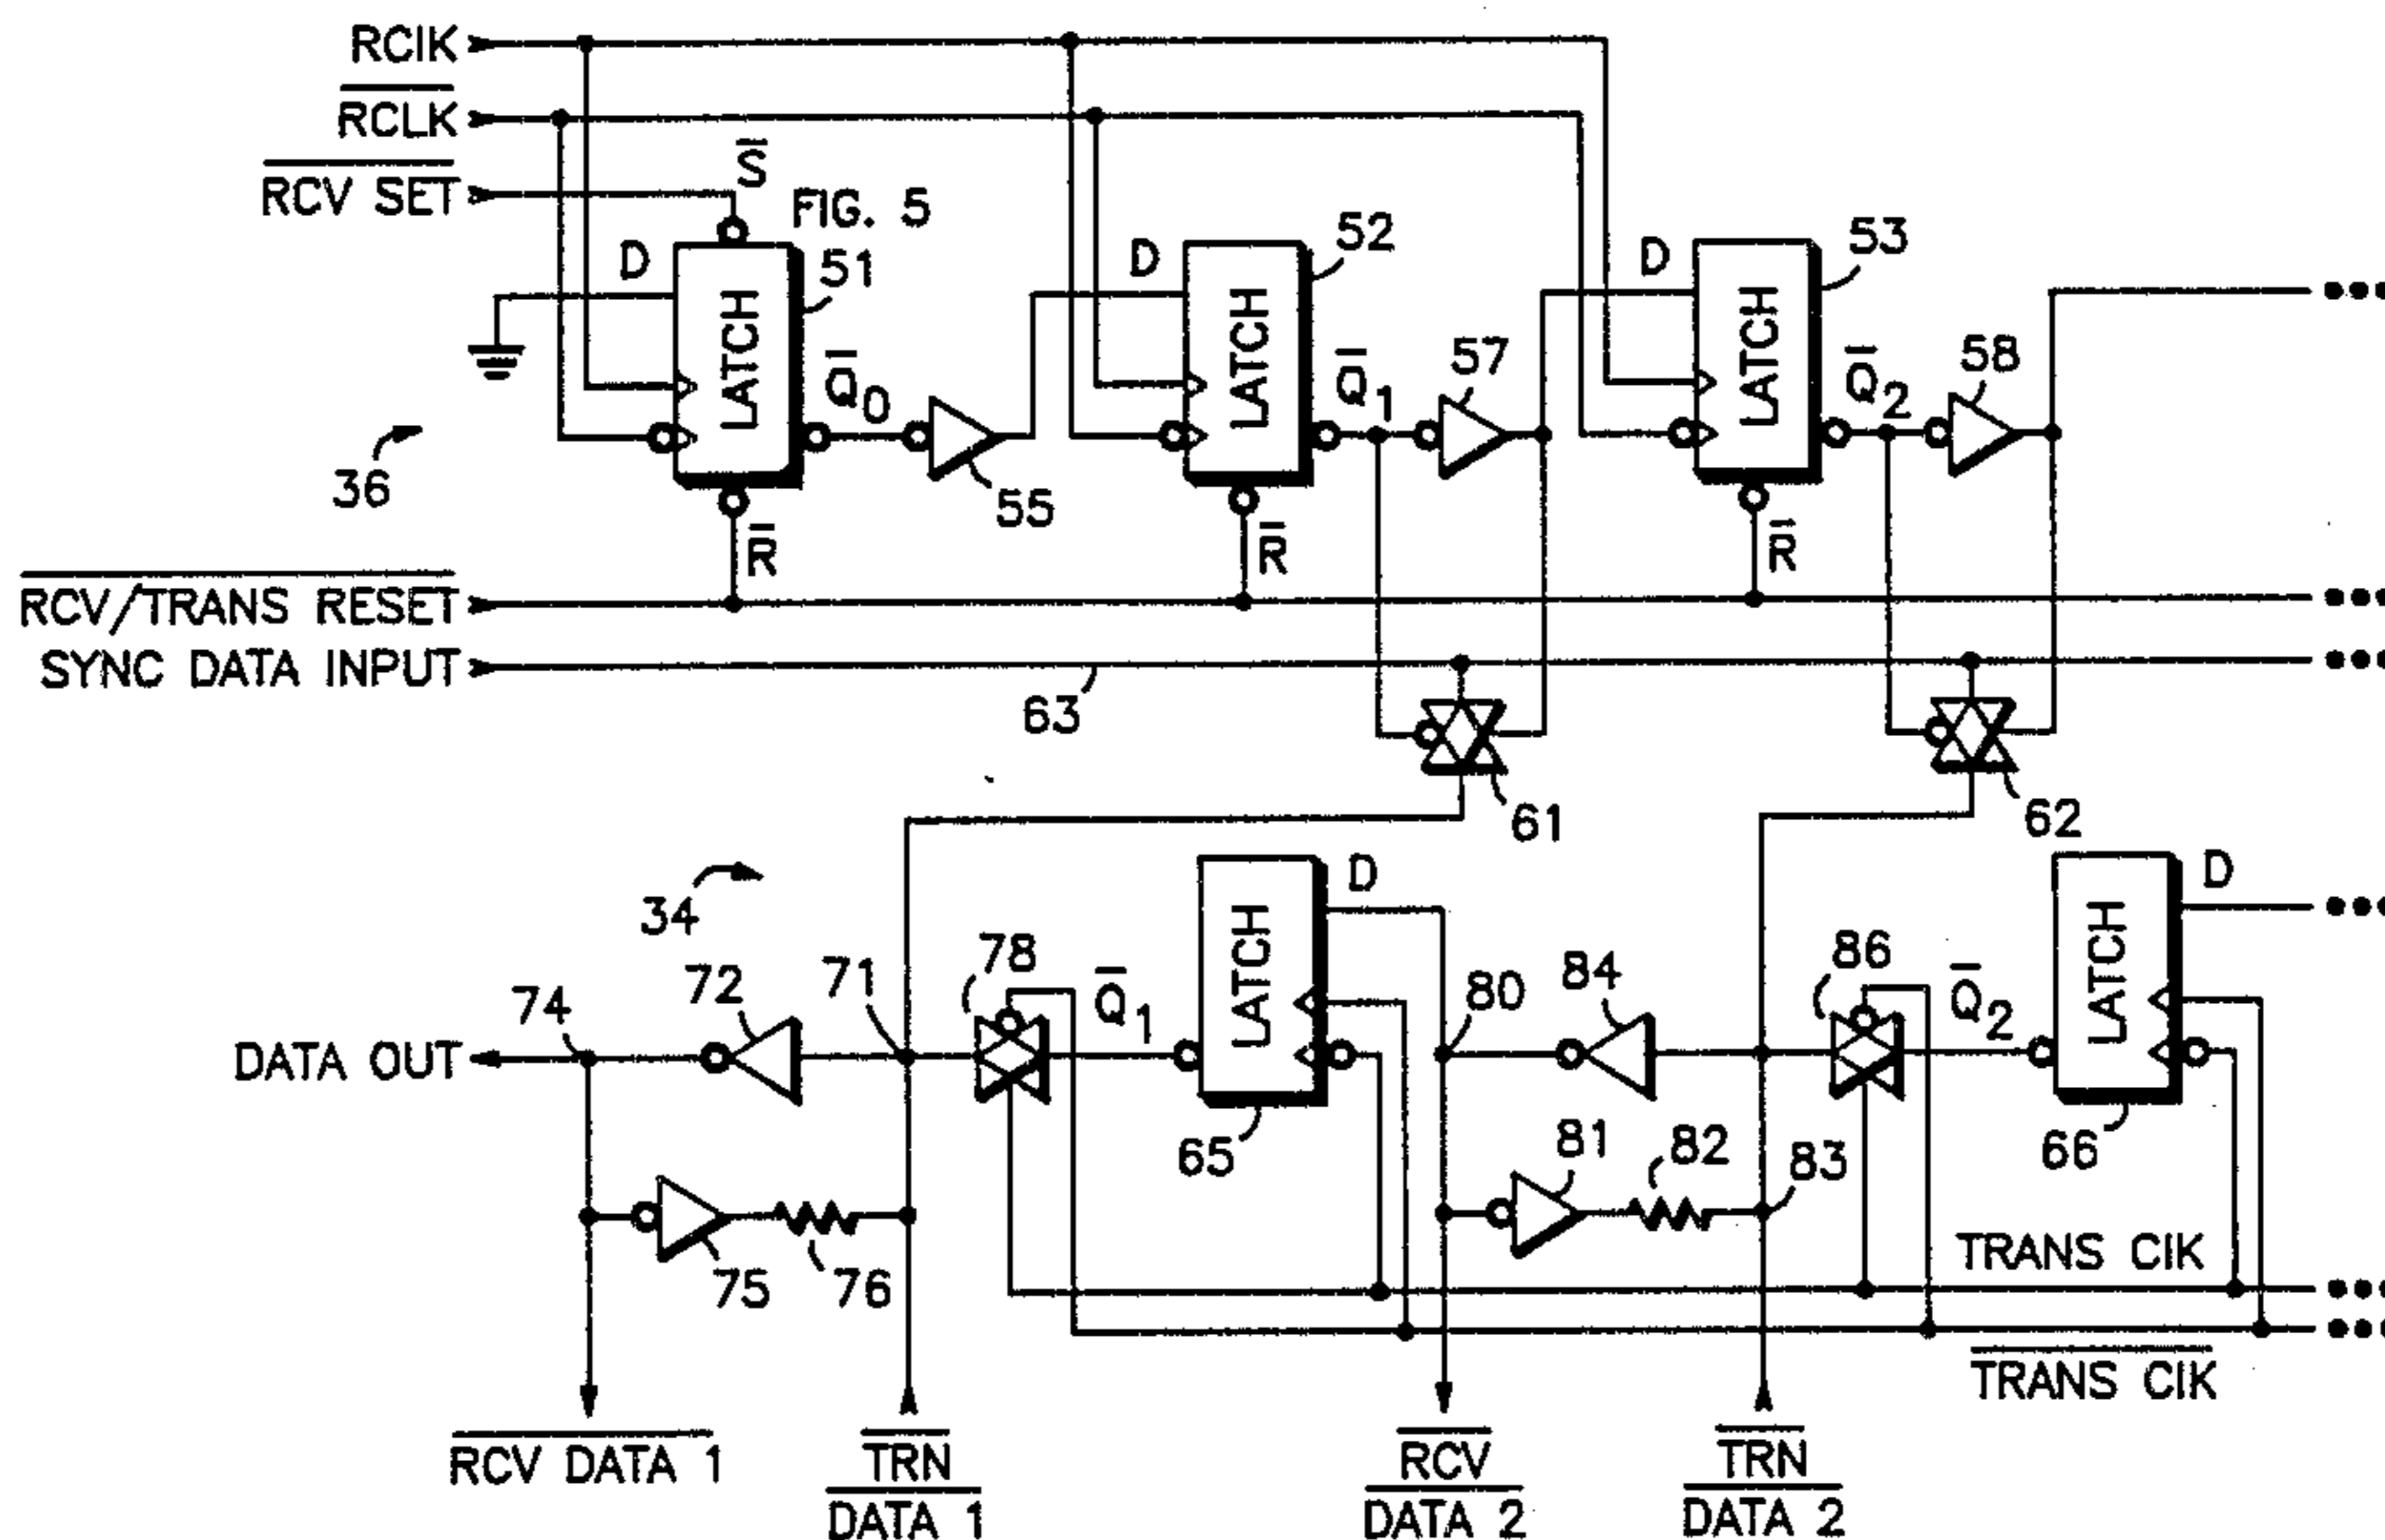 RCIK
RCLK
RCV SET
S
FIG. 5
D
51
LATCH
Q0
55
D
52
LATCH
Q1
57
D
53
LATCH
Q2
58
36
R
R
R
RCV/TRANS RESET
SYNC DATA INPUT
63
61
62
34
D
LATCH
65
D
LATCH
66
74
72
71
78
Q1
80
84
86
Q2
DATA OUT
75
76
81
82
83
TRANS CIK
TRANS CIK
RCV DATA 1
TRN
DATA 1
RCV
DATA 2
TRN
DATA 2